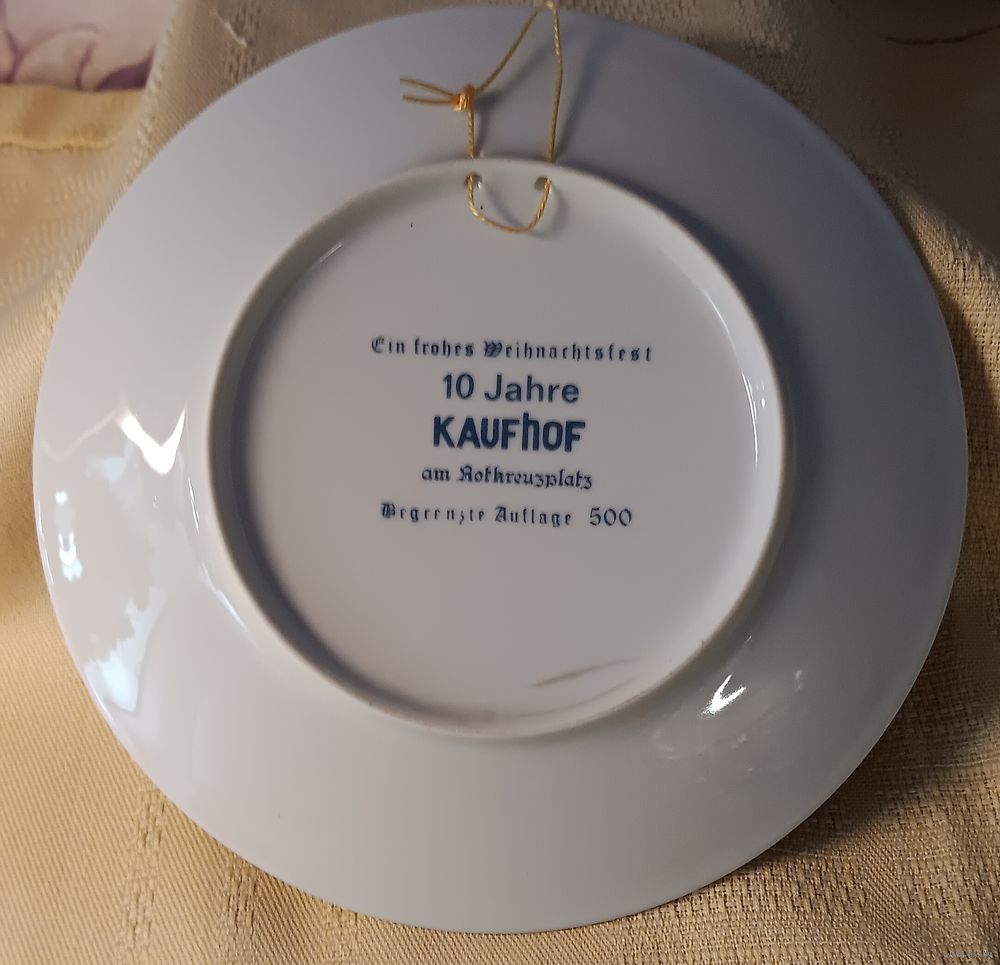 Ein frohes Weihnachtsfest
10 Jahre
KAUFhOF
am Rotkreuzplatz
Begrenzte Auflage 500